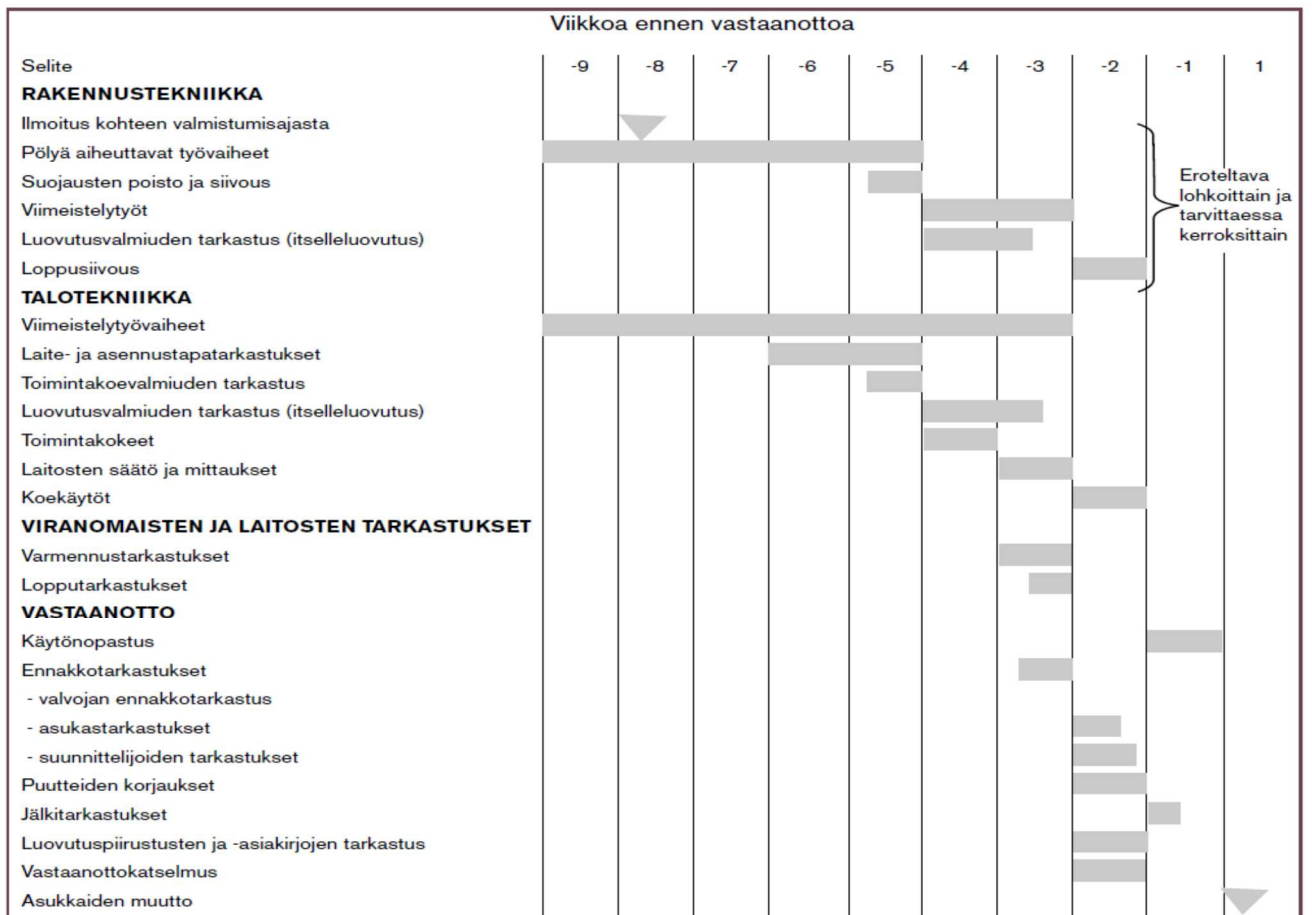 Viikkoa ennen vastaanottoa
Selite -9 -8 -7 -6 -5 -4 -3 -2 -1 1
RAKENNUSTEKNIIKKA
Ilmoitus kohteen valmistumisajasta
Pölyä aiheuttavat työvaiheet
Suojausten poisto ja siivous
Viimeistelytyöt
Luovutusvalmiuden tarkastus (itselleluovutus)
Loppusiivous
Eroteltava
lohkoittain ja
tarvittaessa
kerroksittain
TALOTEKNIIKKA
Viimeistelytyövaiheet
Laite- ja asennustapatarkastukset
Toimintakoevalmiuden tarkastus
Luovutusvalmiuden tarkastus (itselleluovutus)
Toimintakokeet
Laitosten säätö ja mittaukset
Koekäytöt
VIRANOMAISTEN JA LAITOSTEN TARKASTUKSET
Varmennustarkastukset
Lopputarkastukset
VASTAANOTTO
Käytönopastus
Ennakkotarkastukset
- valvojan ennakkotarkastus
- asukastarkastukset
- suunnittelijoiden tarkastukset
Puutteiden korjaukset
Jälkitarkastukset
Luovutuspiirustusten ja -asiakirjojen tarkastus
Vastaanottokatselmus
Asukkaiden muutto